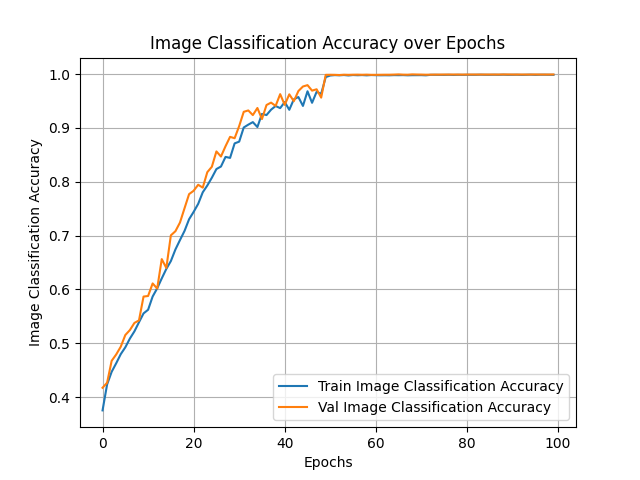 Image Classification Accuracy over Epochs
Image Classification Accuracy
1.0
0.9
0.8
0.7
0.6
0.5
0.4
0 20 40 60 80 100
Epochs
Train Image Classification Accuracy
Val Image Classification Accuracy